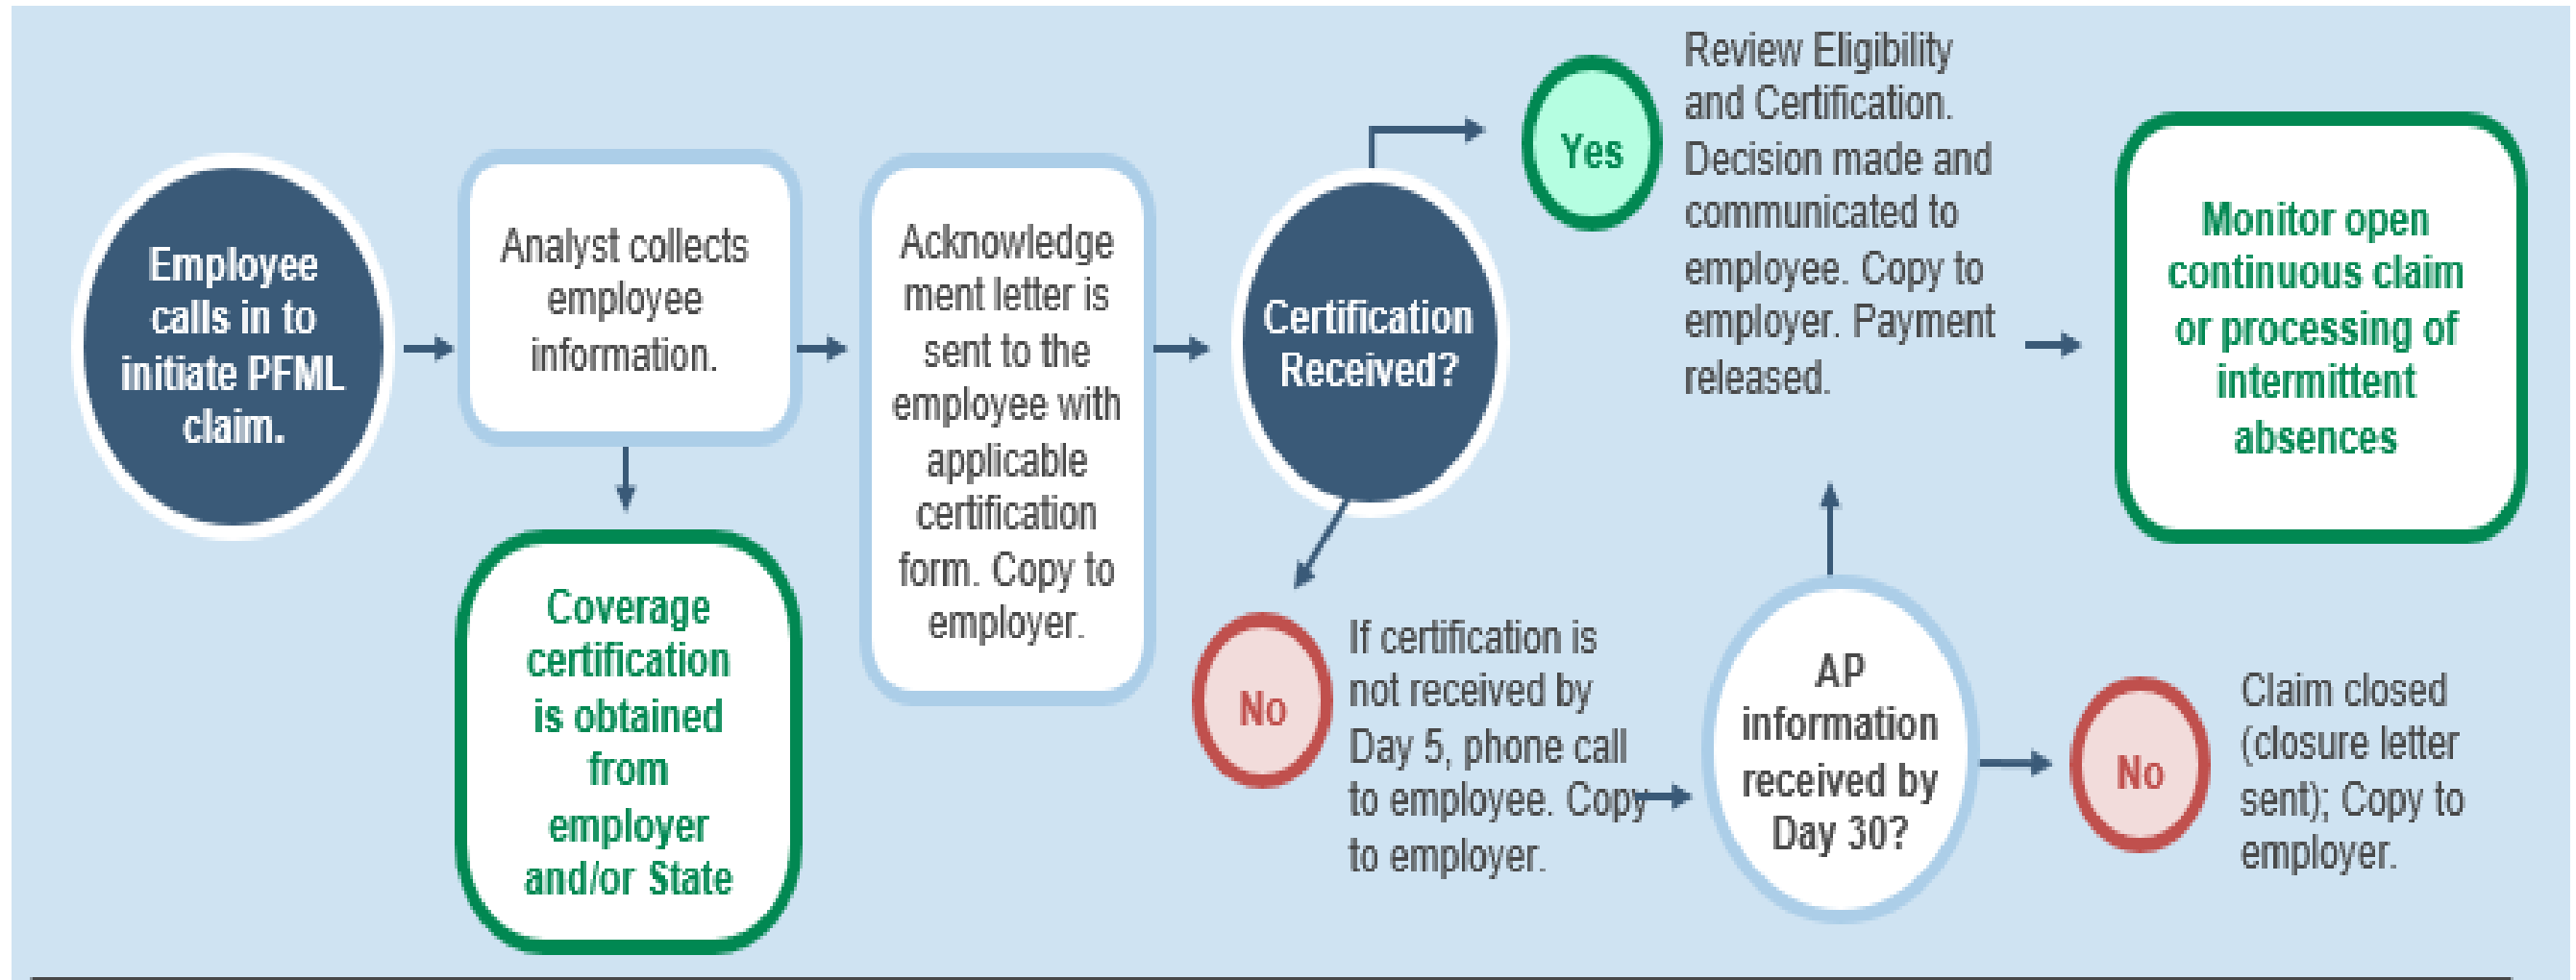 Employee
calls in to
initiate PFML
claim.
Analyst collects
employee
information.
Coverage
certification
is obtained
from
employer
and/or State
Acknowledge
ment letter is
sent to the
employee with
applicable
certification
form. Copy to
employer.
Certification
Received?
Yes
Review Eligibility
and Certification.
Decision made and
communicated to
employee. Copy to
employer. Payment
released.
Monitor open
continuous claim
or processing of
intermittent
absences
No
If certification is
not received by
Day 5, phone call
to employee. Copy
to employer.
AP
information
received by
Day 30?
No
Claim closed
(closure letter
sent); Copy to
employer.